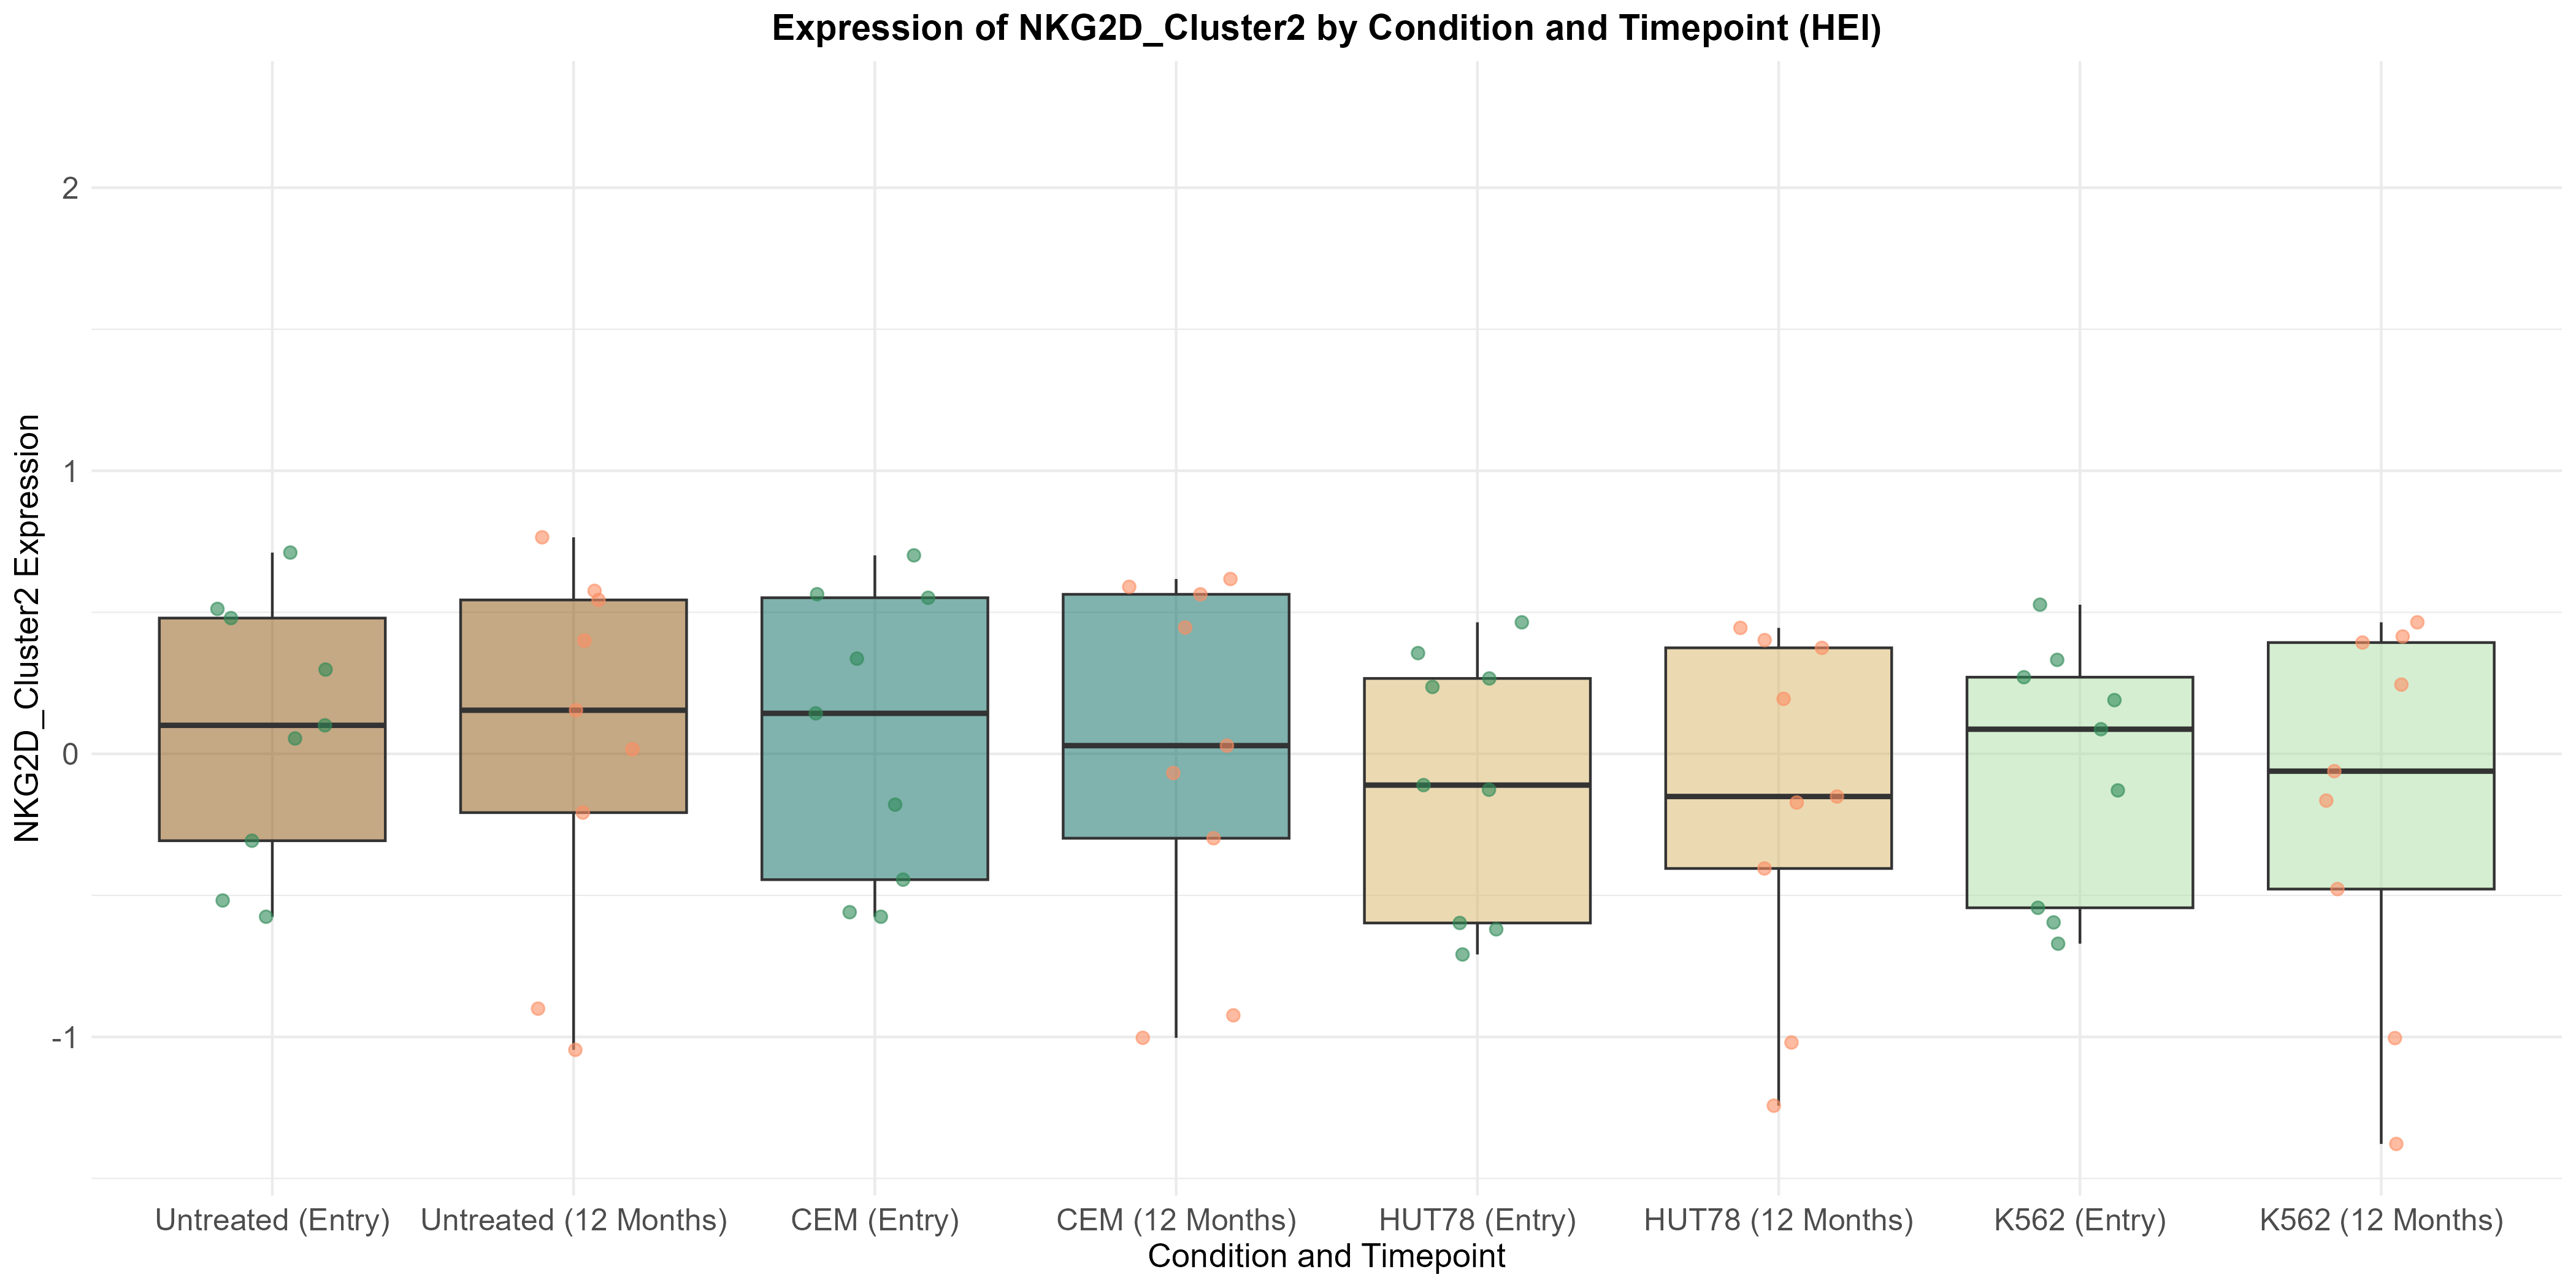 Expression of NKG2D_Cluster2 by Condition and Timepoint (HEI)
NKG2D_Cluster2 Expression
2
1
0
-1
Untreated (Entry)
Untreated (12 Months)
CEM (Entry)
CEM (12 Months)
HUT78 (Entry)
HUT78 (12 Months)
K562 (Entry)
K562 (12 Months)
Condition and Timepoint